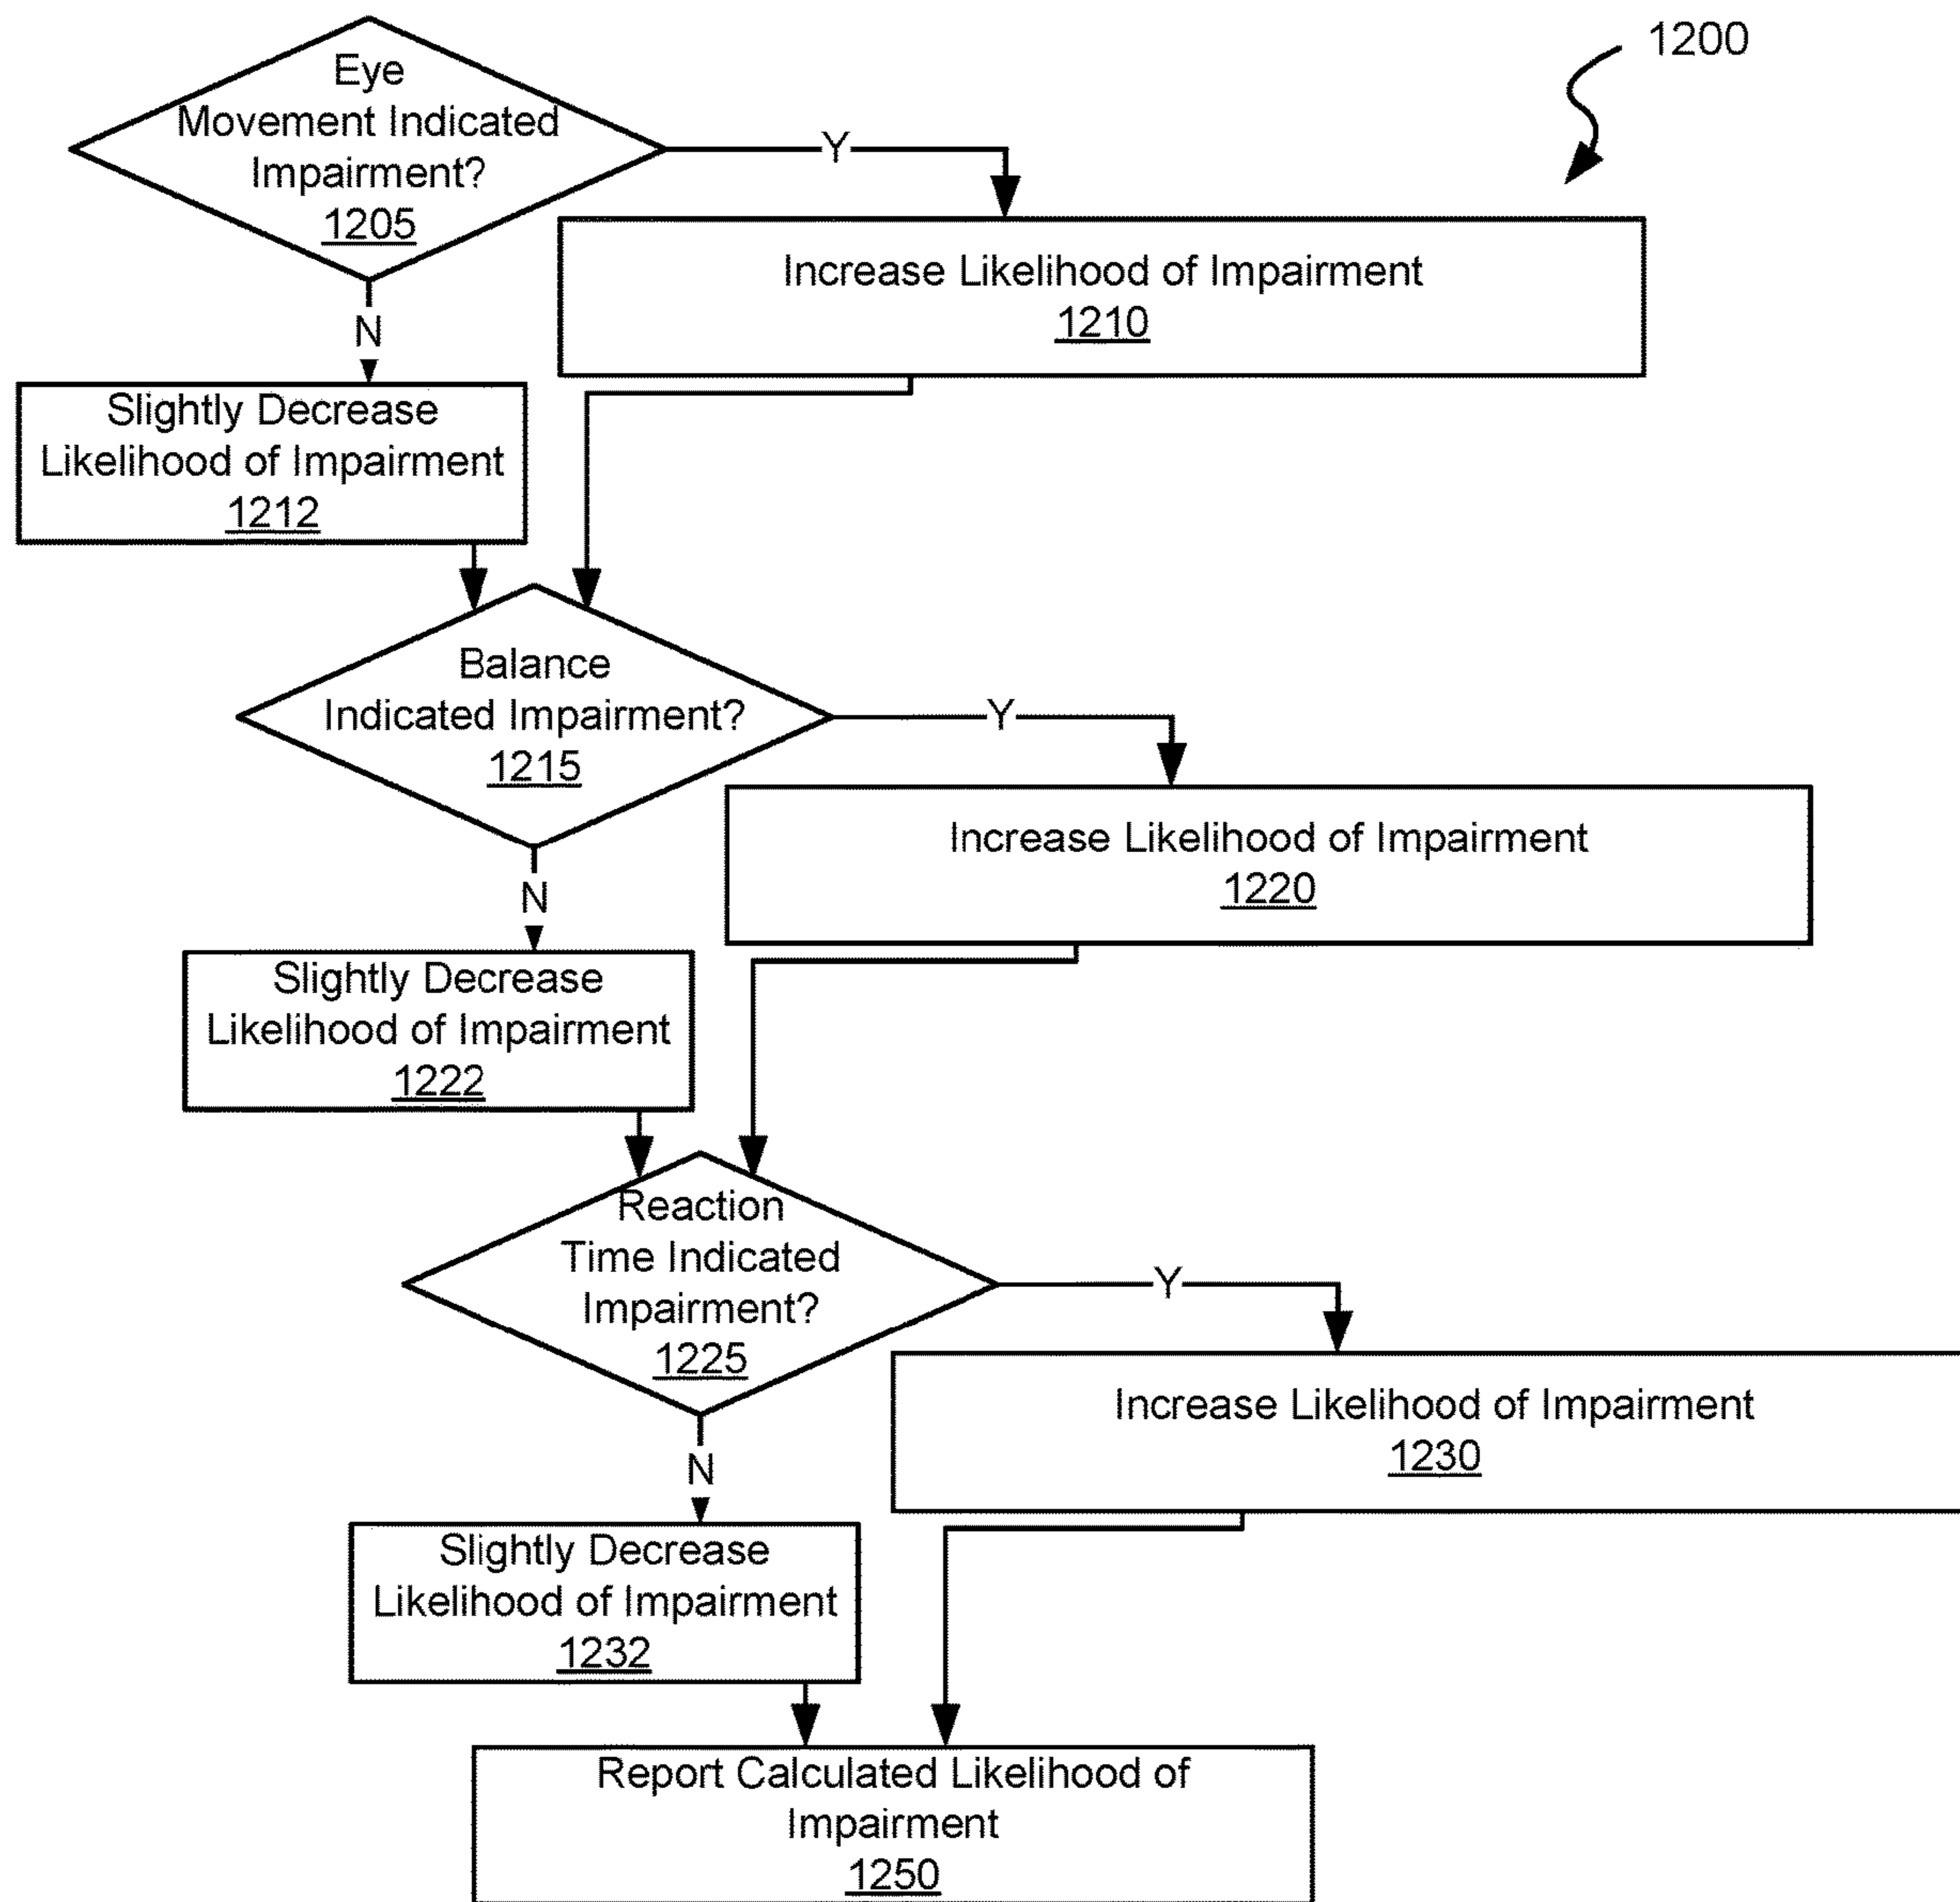 1200
Eye
Movement Indicated
Impairment?
1205
Y
Increase Likelihood of Impairment
1210
N
Slightly Decrease
Likelihood of Impairment
1212
Balance
Indicated Impairment?
1215
Y
Increase Likelihood of Impairment
1220
N
Slightly Decrease
Likelihood of Impairment
1222
Reaction
Time Indicated
Impairment?
1225
Y
Increase Likelihood of Impairment
1230
N
Slightly Decrease
Likelihood of Impairment
1232
Report Calculated Likelihood of
Impairment
1250